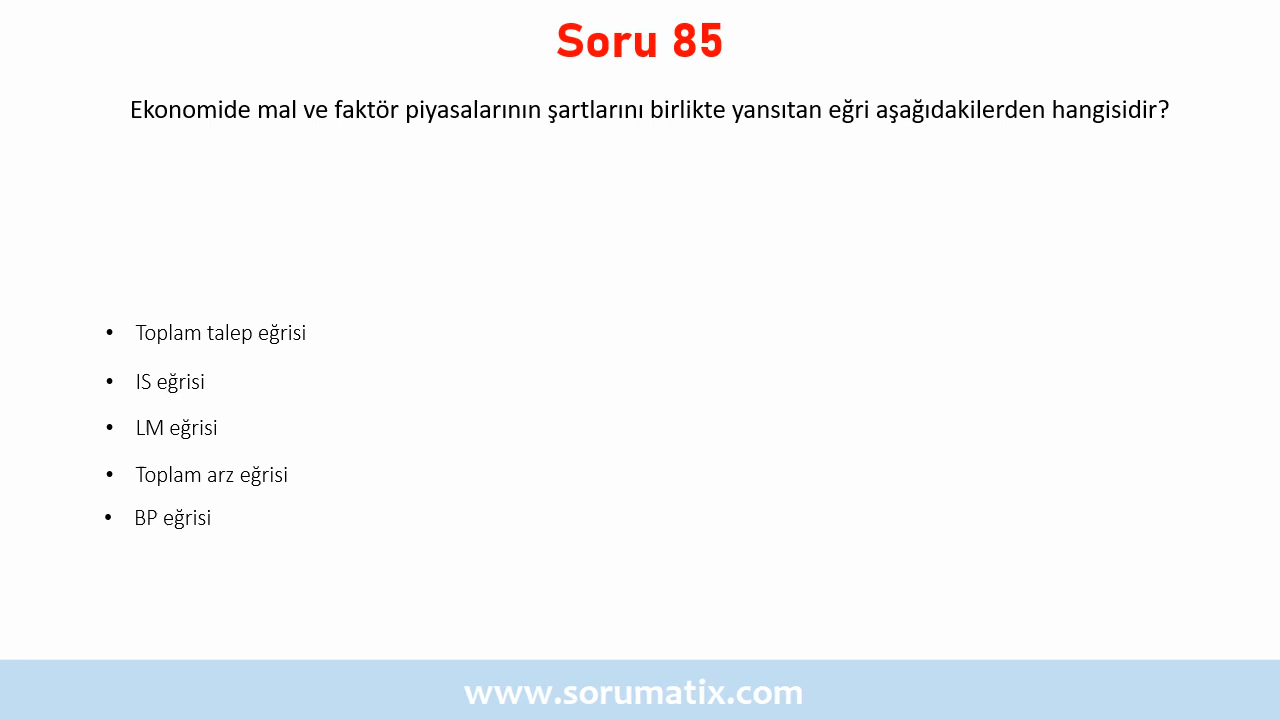 Soru 85
Ekonomide mal ve faktör piyasalarının şartlarını birlikte yansıtan eğri aşağıdakilerden hangisidir?
• Toplam talep eğrisi
• IS eğrisi
• LM eğrisi
• Toplam arz eğrisi
• BP eğrisi
www.sorumatix.com